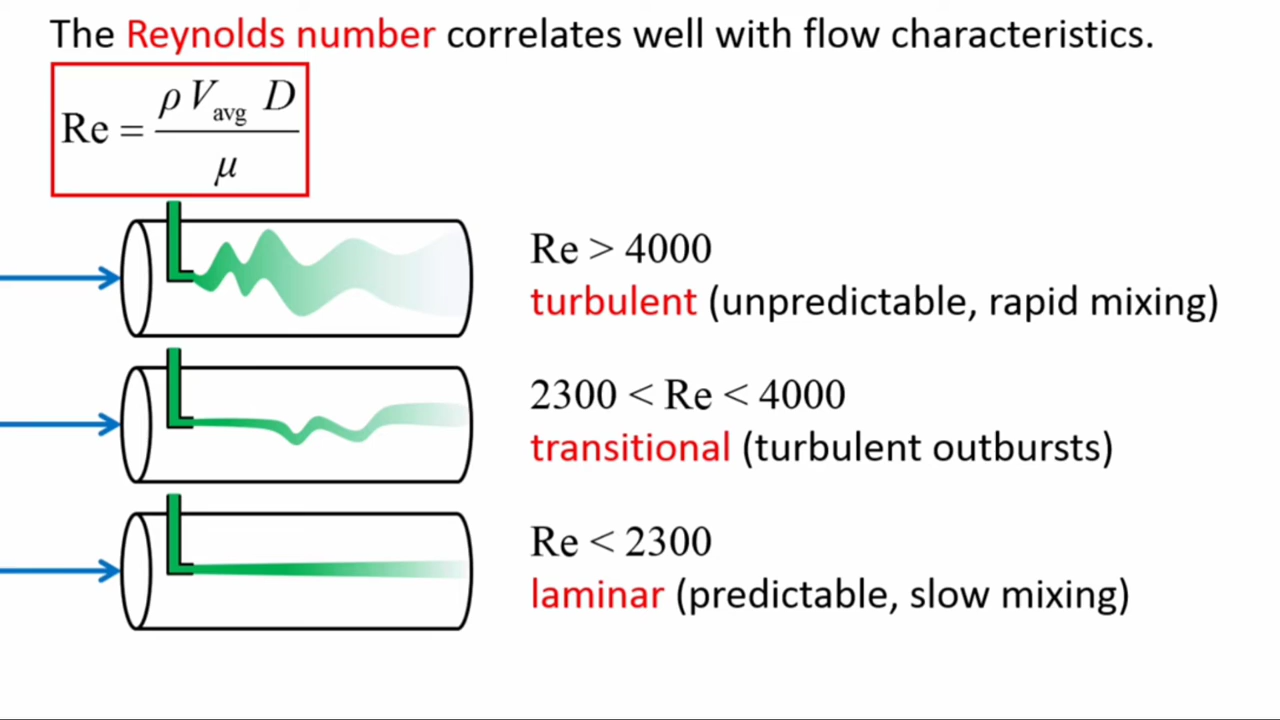 The Reynolds number correlates well with flow characteristics.
Re = ρ V_avg D / μ
Re > 4000
turbulent (unpredictable, rapid mixing)
2300 < Re < 4000
transitional (turbulent outbursts)
Re < 2300
laminar (predictable, slow mixing)